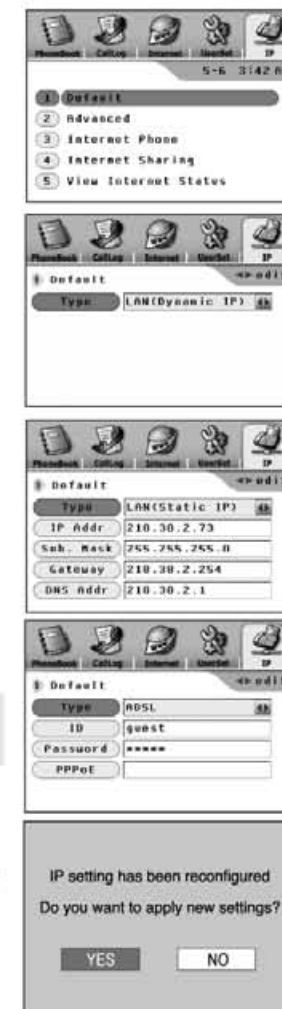 PhoneBook CallLog Internet UserSet IP
5-6 3:42 A
1 Default
2 Advanced
3 Internet Phone
4 Internet Sharing
5 View Internet Status
PhoneBook CallLog Internet UserSet IP
Default edit
Type LAN(Dynamic IP)
PhoneBook CallLog Internet UserSet IP
Default edit
Type LAN(Static IP)
IP Addr 210.30.2.73
Sub. Mask 255.255.255.0
Gateway 210.30.2.254
DNS Addr 210.30.2.1
PhoneBook CallLog Internet UserSet IP
Default edit
Type ADSL
ID guest
Password *****
PPPoE
IP setting has been reconfigured
Do you want to apply new settings?
YES NO